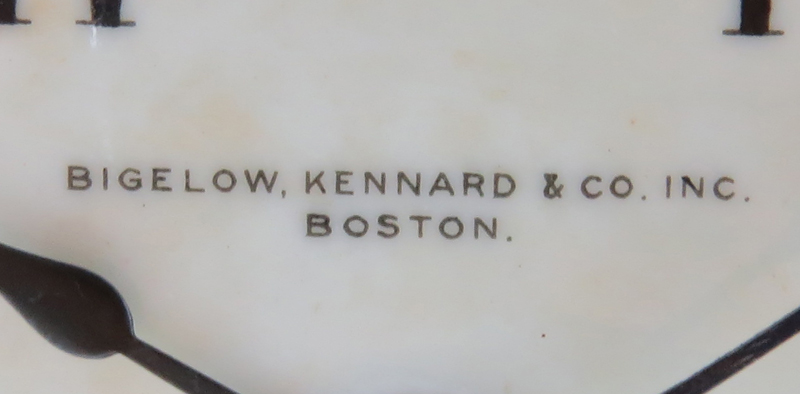 BIGELOW, KENNARD & CO. INC.
BOSTON.